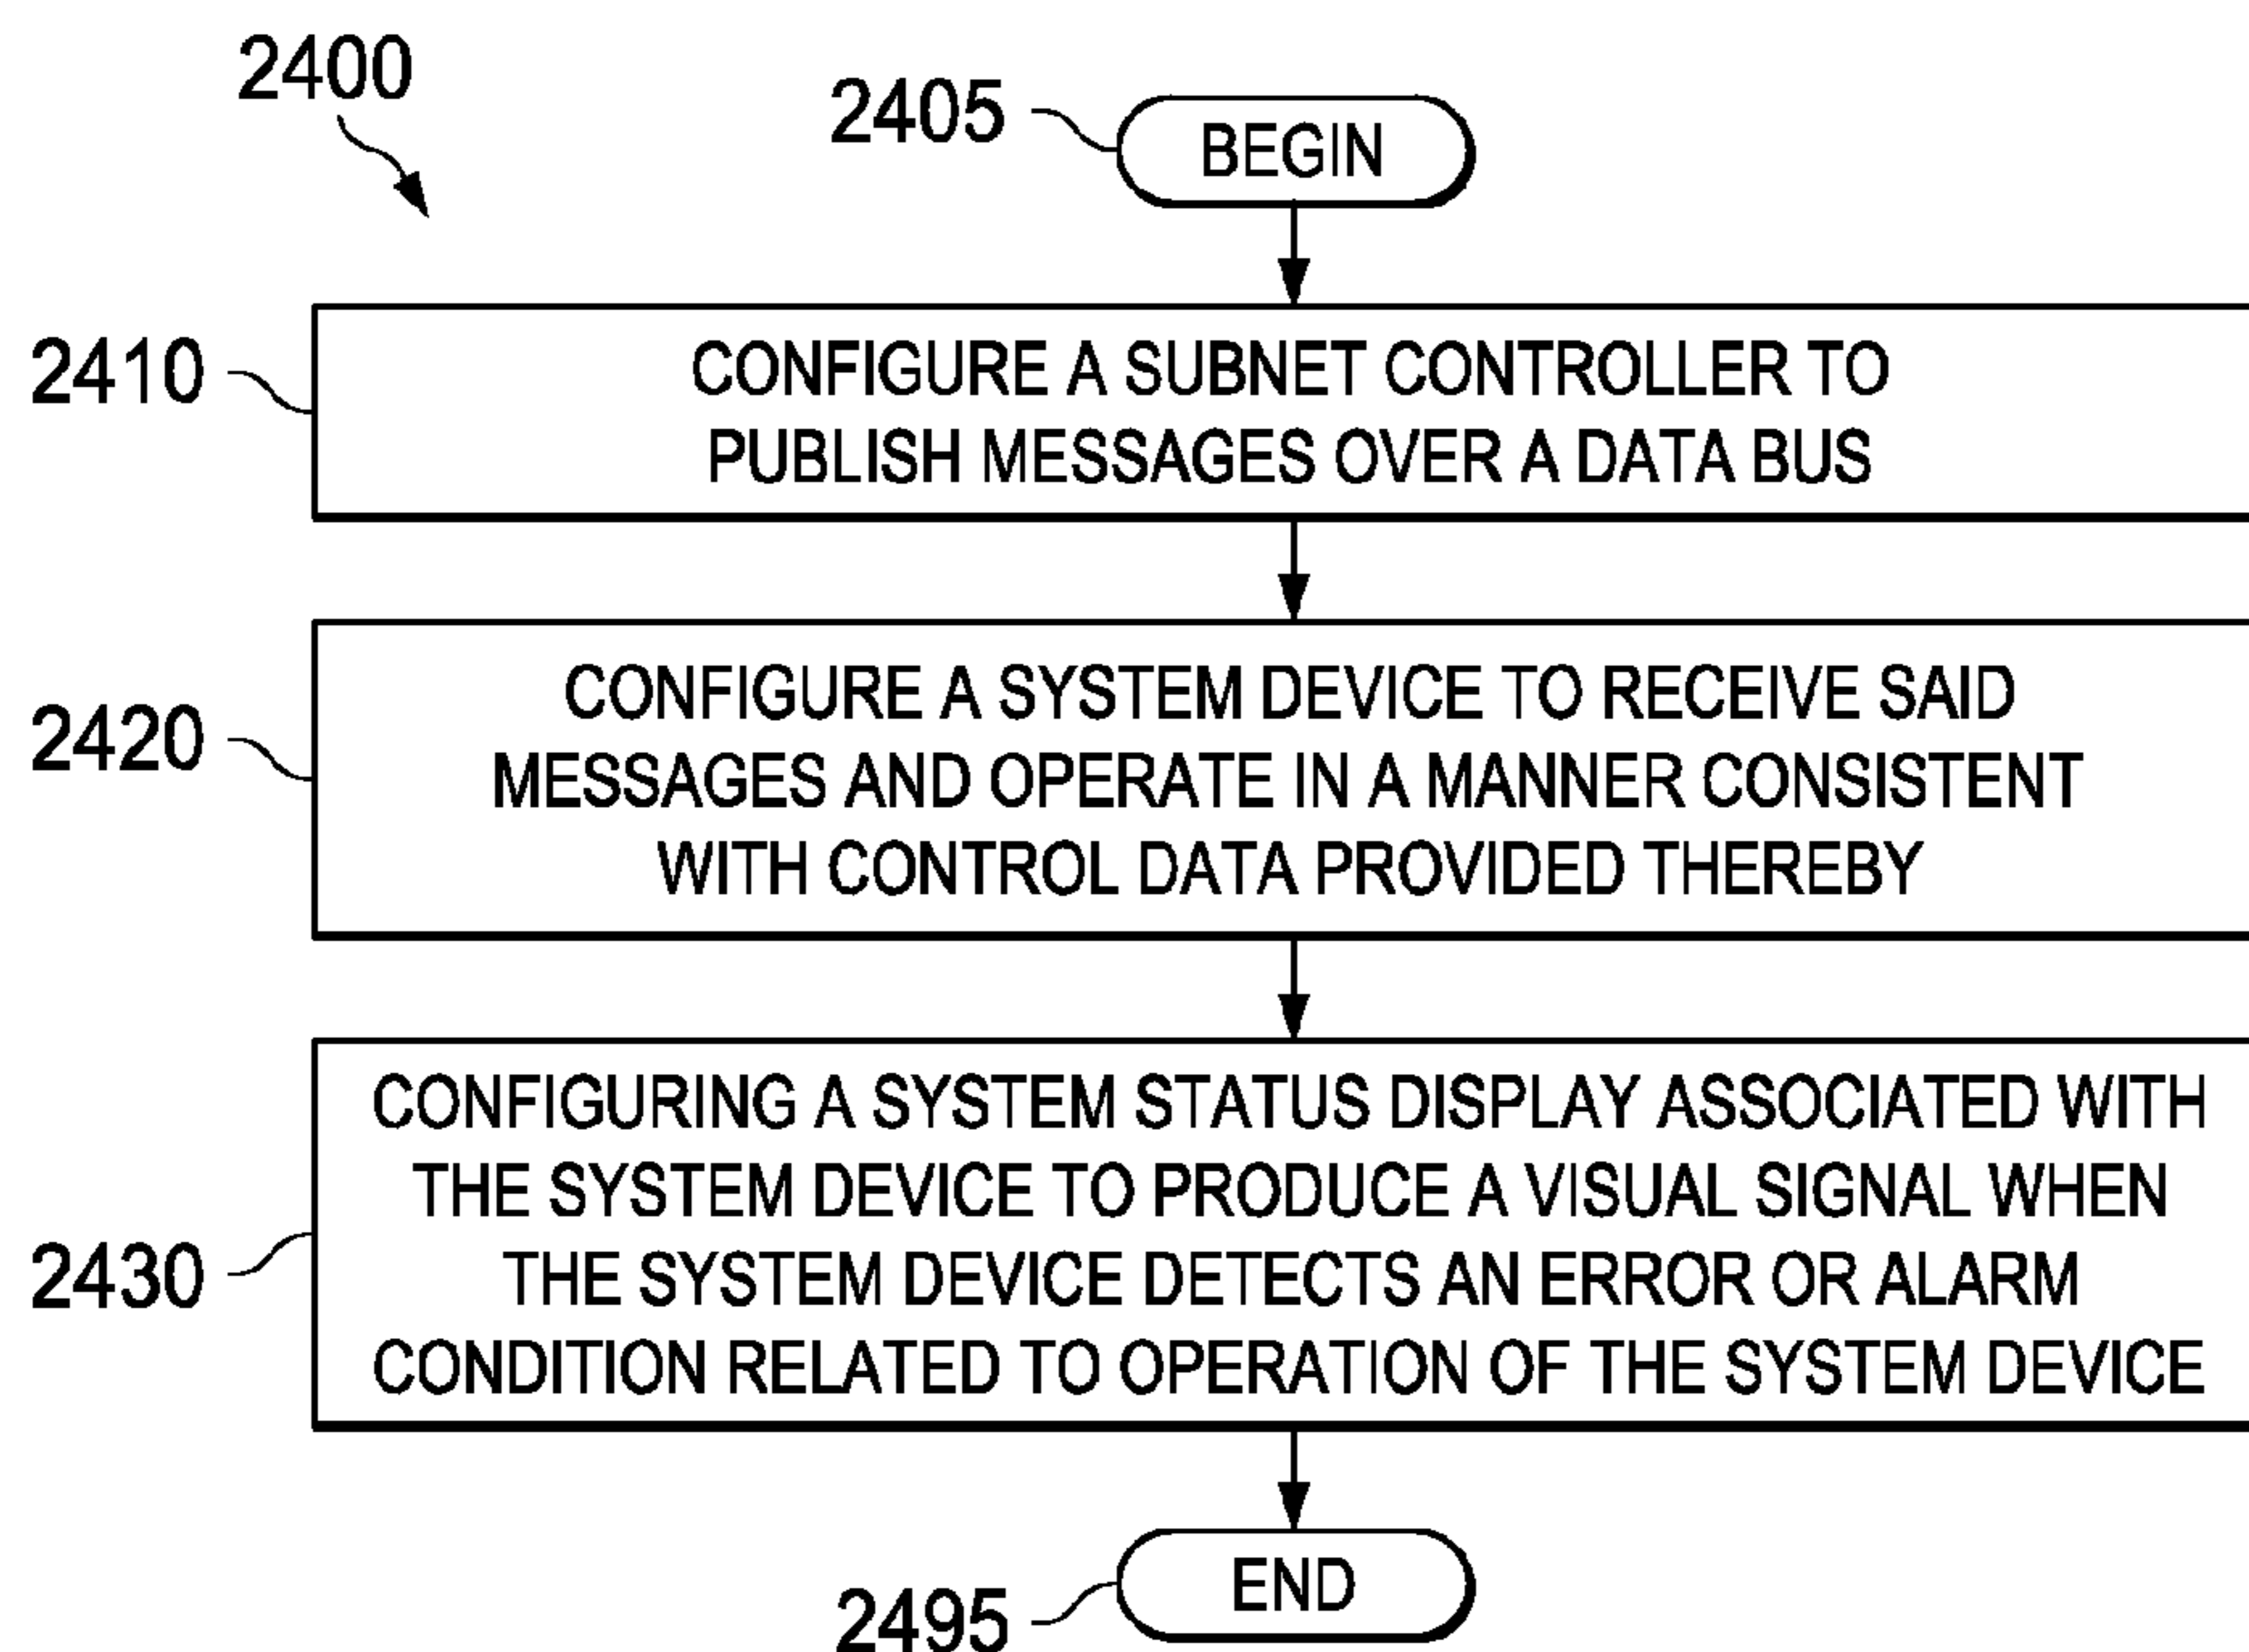 2400
2405
BEGIN
2410
CONFIGURE A SUBNET CONTROLLER TO
PUBLISH MESSAGES OVER A DATA BUS
2420
CONFIGURE A SYSTEM DEVICE TO RECEIVE SAID
MESSAGES AND OPERATE IN A MANNER CONSISTENT
WITH CONTROL DATA PROVIDED THEREBY
2430
CONFIGURING A SYSTEM STATUS DISPLAY ASSOCIATED WITH
THE SYSTEM DEVICE TO PRODUCE A VISUAL SIGNAL WHEN
THE SYSTEM DEVICE DETECTS AN ERROR OR ALARM
CONDITION RELATED TO OPERATION OF THE SYSTEM DEVICE
END
2495